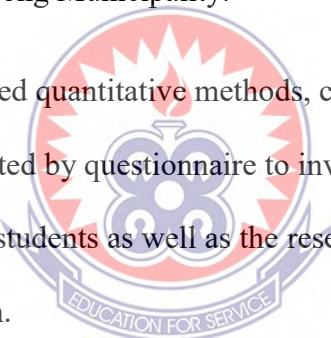 ong Municipality.
ed quantitative methods, c
ted by questionnaire to inv
students as well as the rese
EDUCATION FOR SERVICE
n.